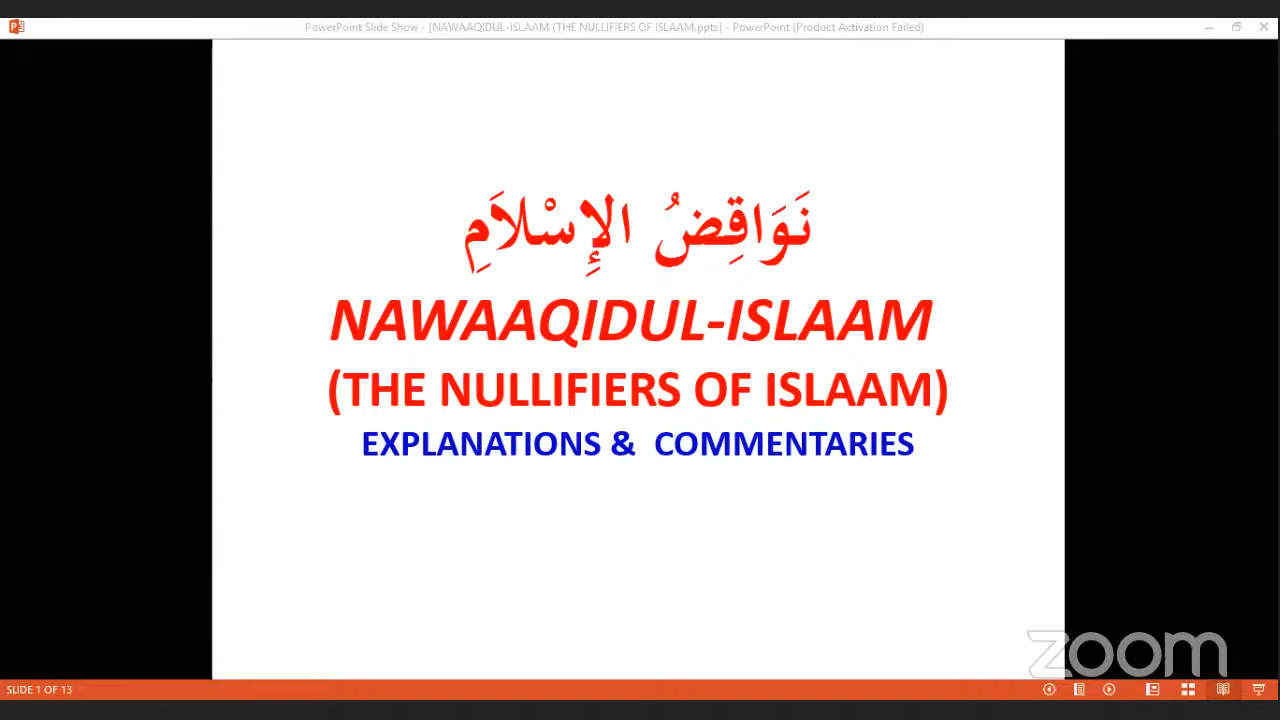 PowerPoint Slide Show - [NAWAAQIDUL-ISLAAM (THE NULLIFIERS OF ISLAAM.pptx] - PowerPoint (Product Activation Failed)
نَوَاقِضُ الإِسْلاَمِ
NAWAAQIDUL-ISLAAM
(THE NULLIFIERS OF ISLAAM)
EXPLANATIONS & COMMENTARIES
zoom
SLIDE 1 OF 13